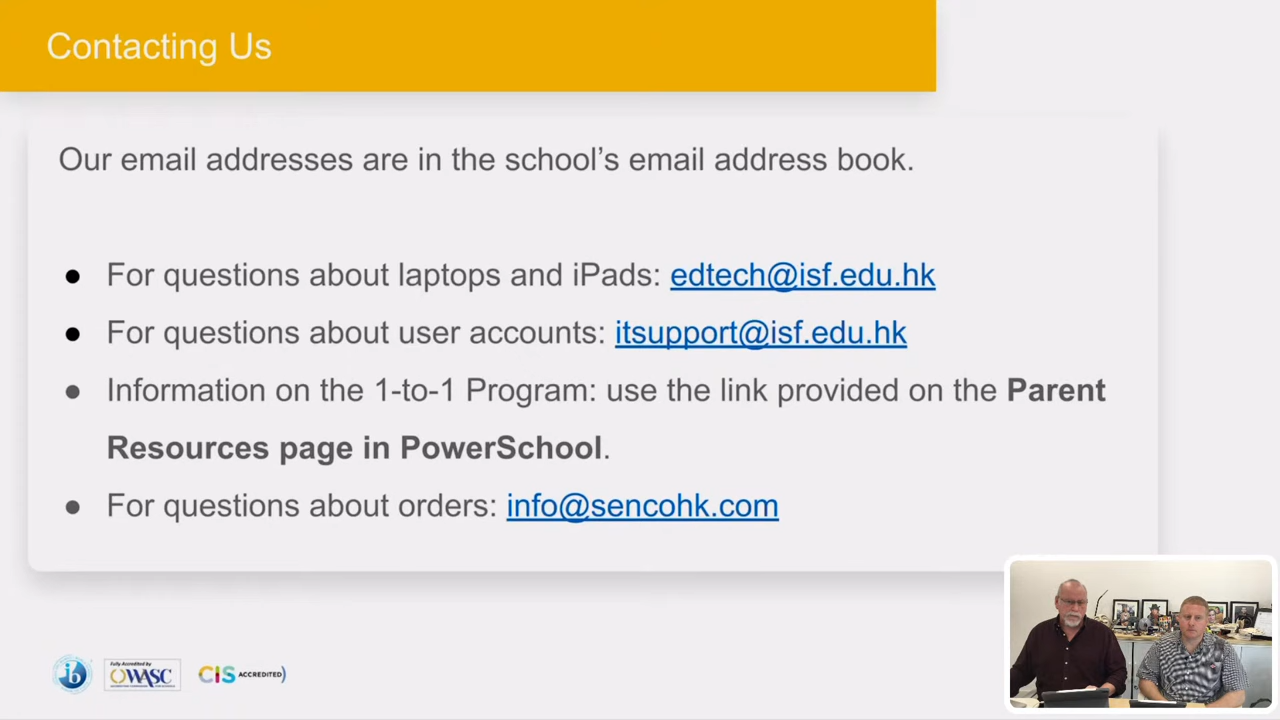 Contacting Us
Our email addresses are in the school’s email address book.
● For questions about laptops and iPads: edtech@isf.edu.hk
● For questions about user accounts: itsupport@isf.edu.hk
● Information on the 1-to-1 Program: use the link provided on the Parent
Resources page in PowerSchool.
● For questions about orders: info@sencohk.com
Fully Accredited by
WASC
CIS ACCREDITED